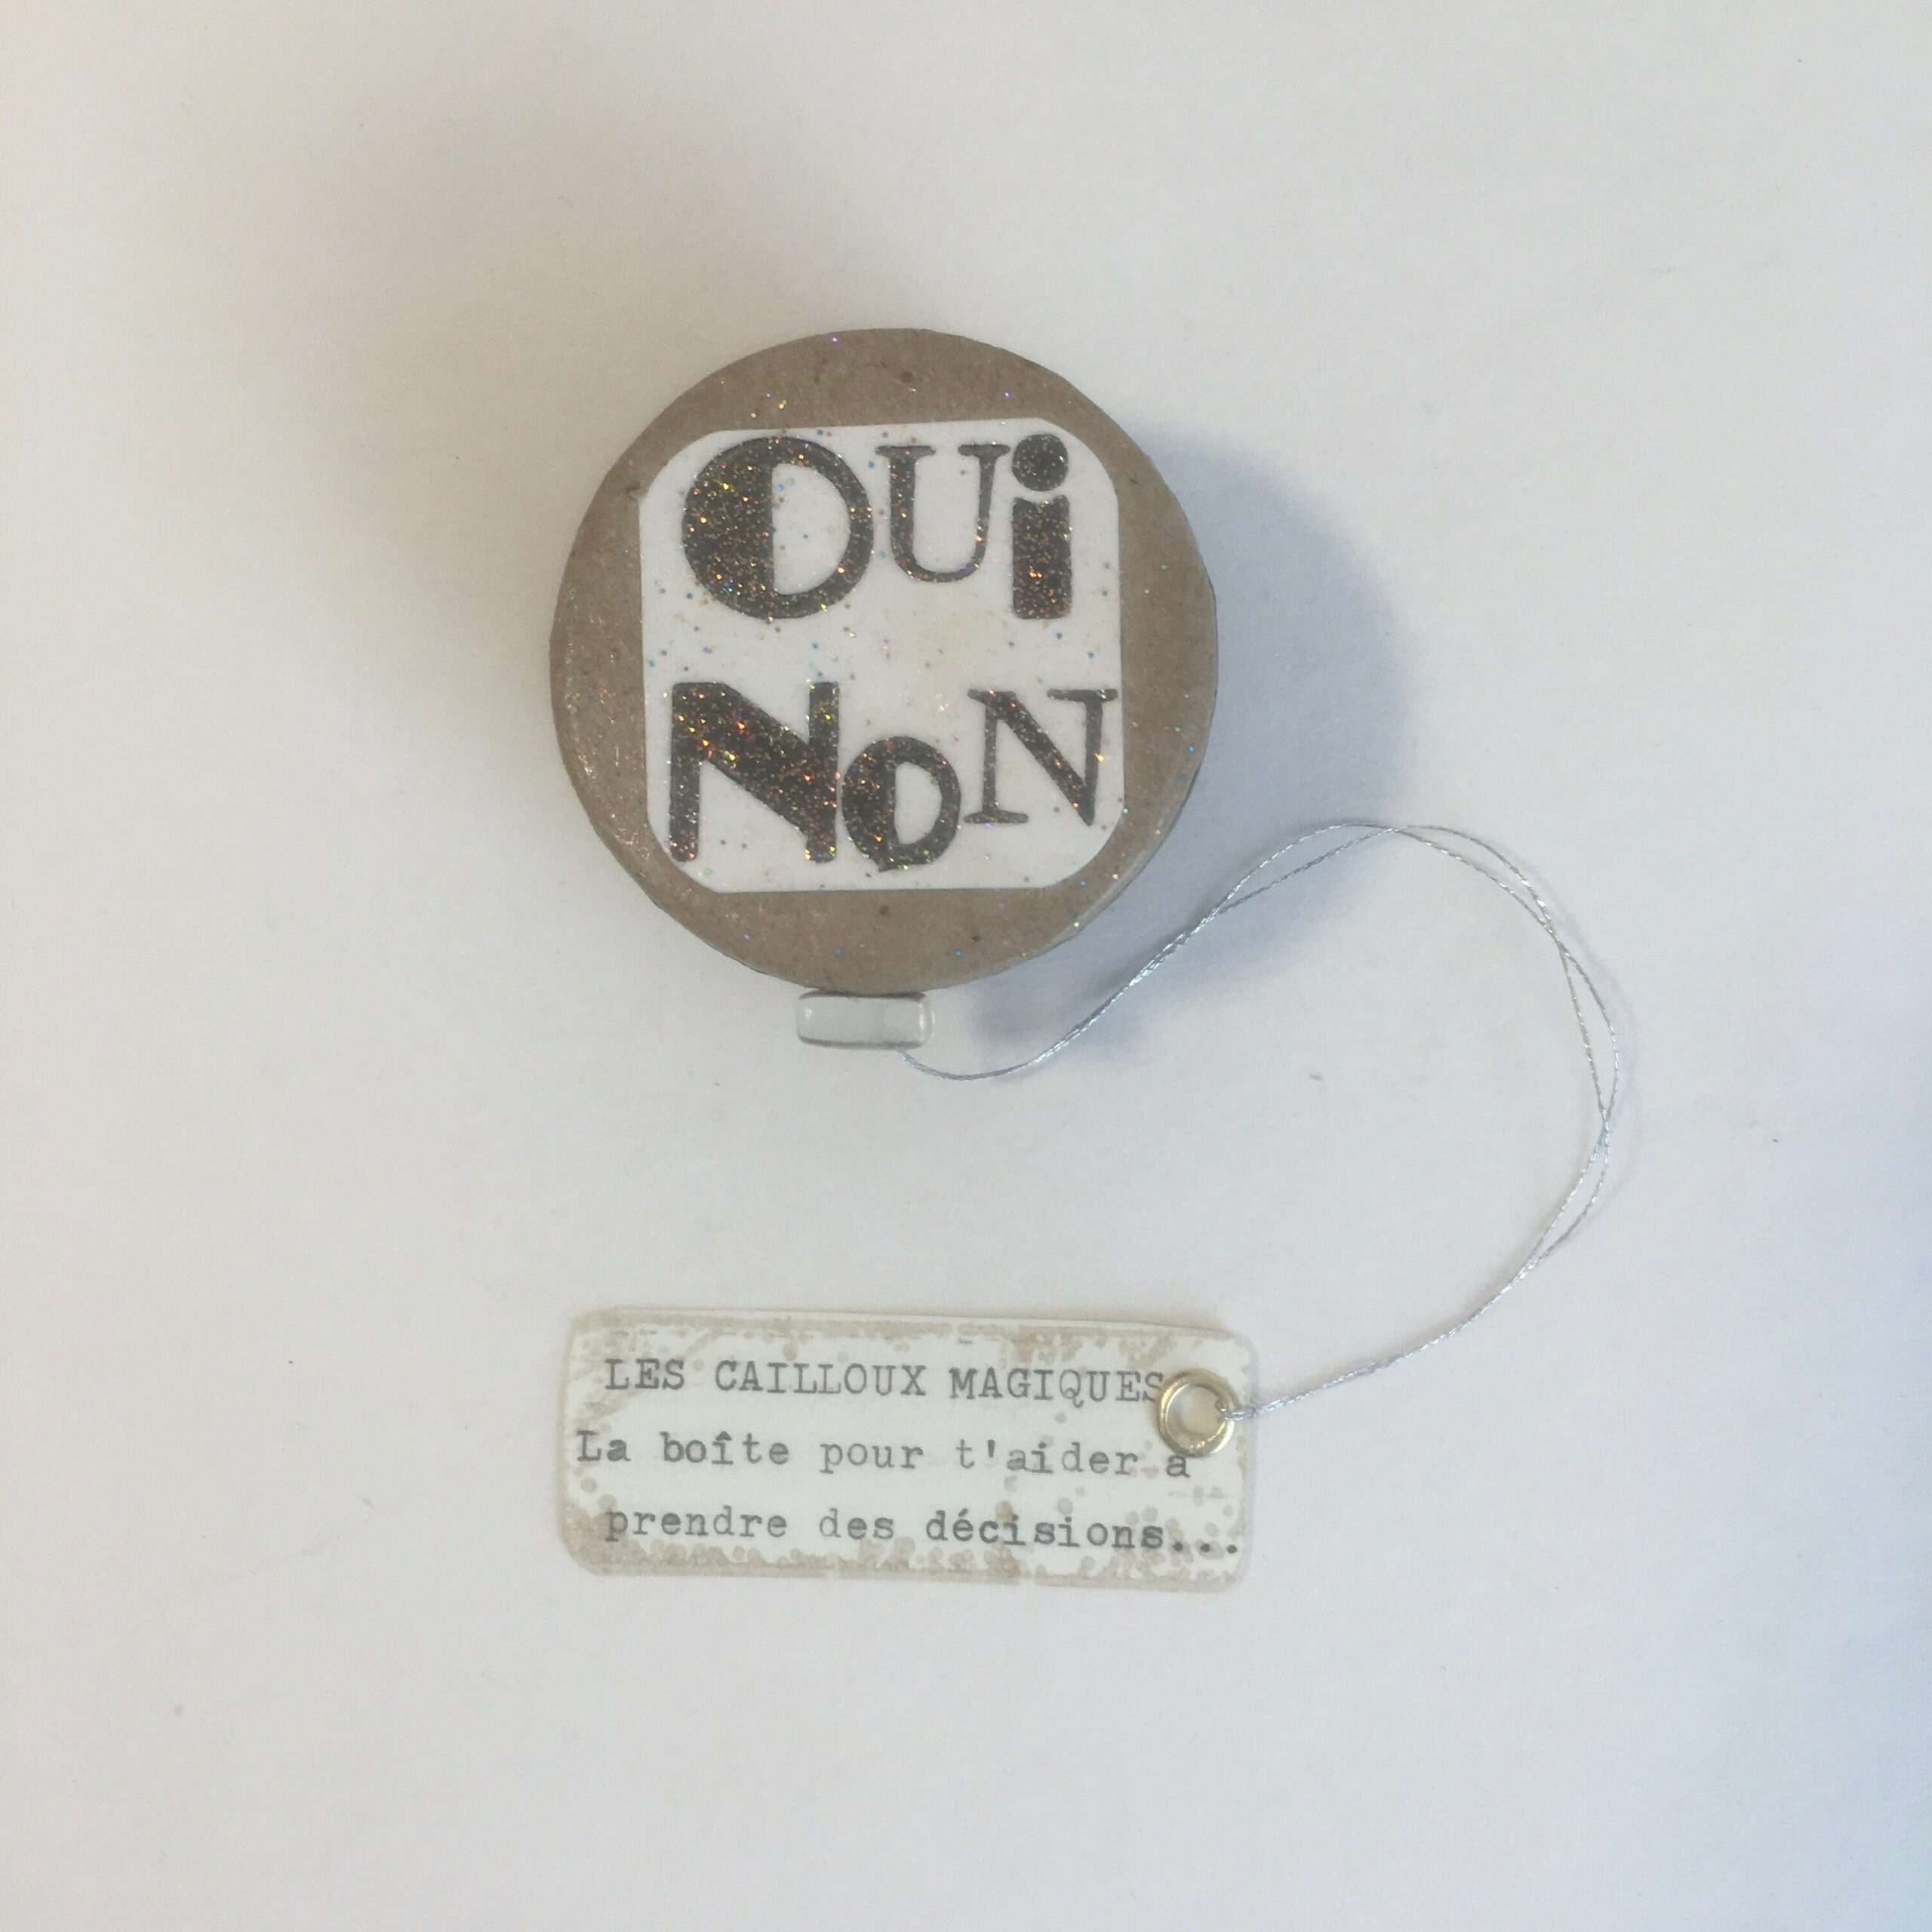 OUi
NoN
LES CAILLOUX MAGIQUES
La boîte pour t'aider à
prendre des décisions...